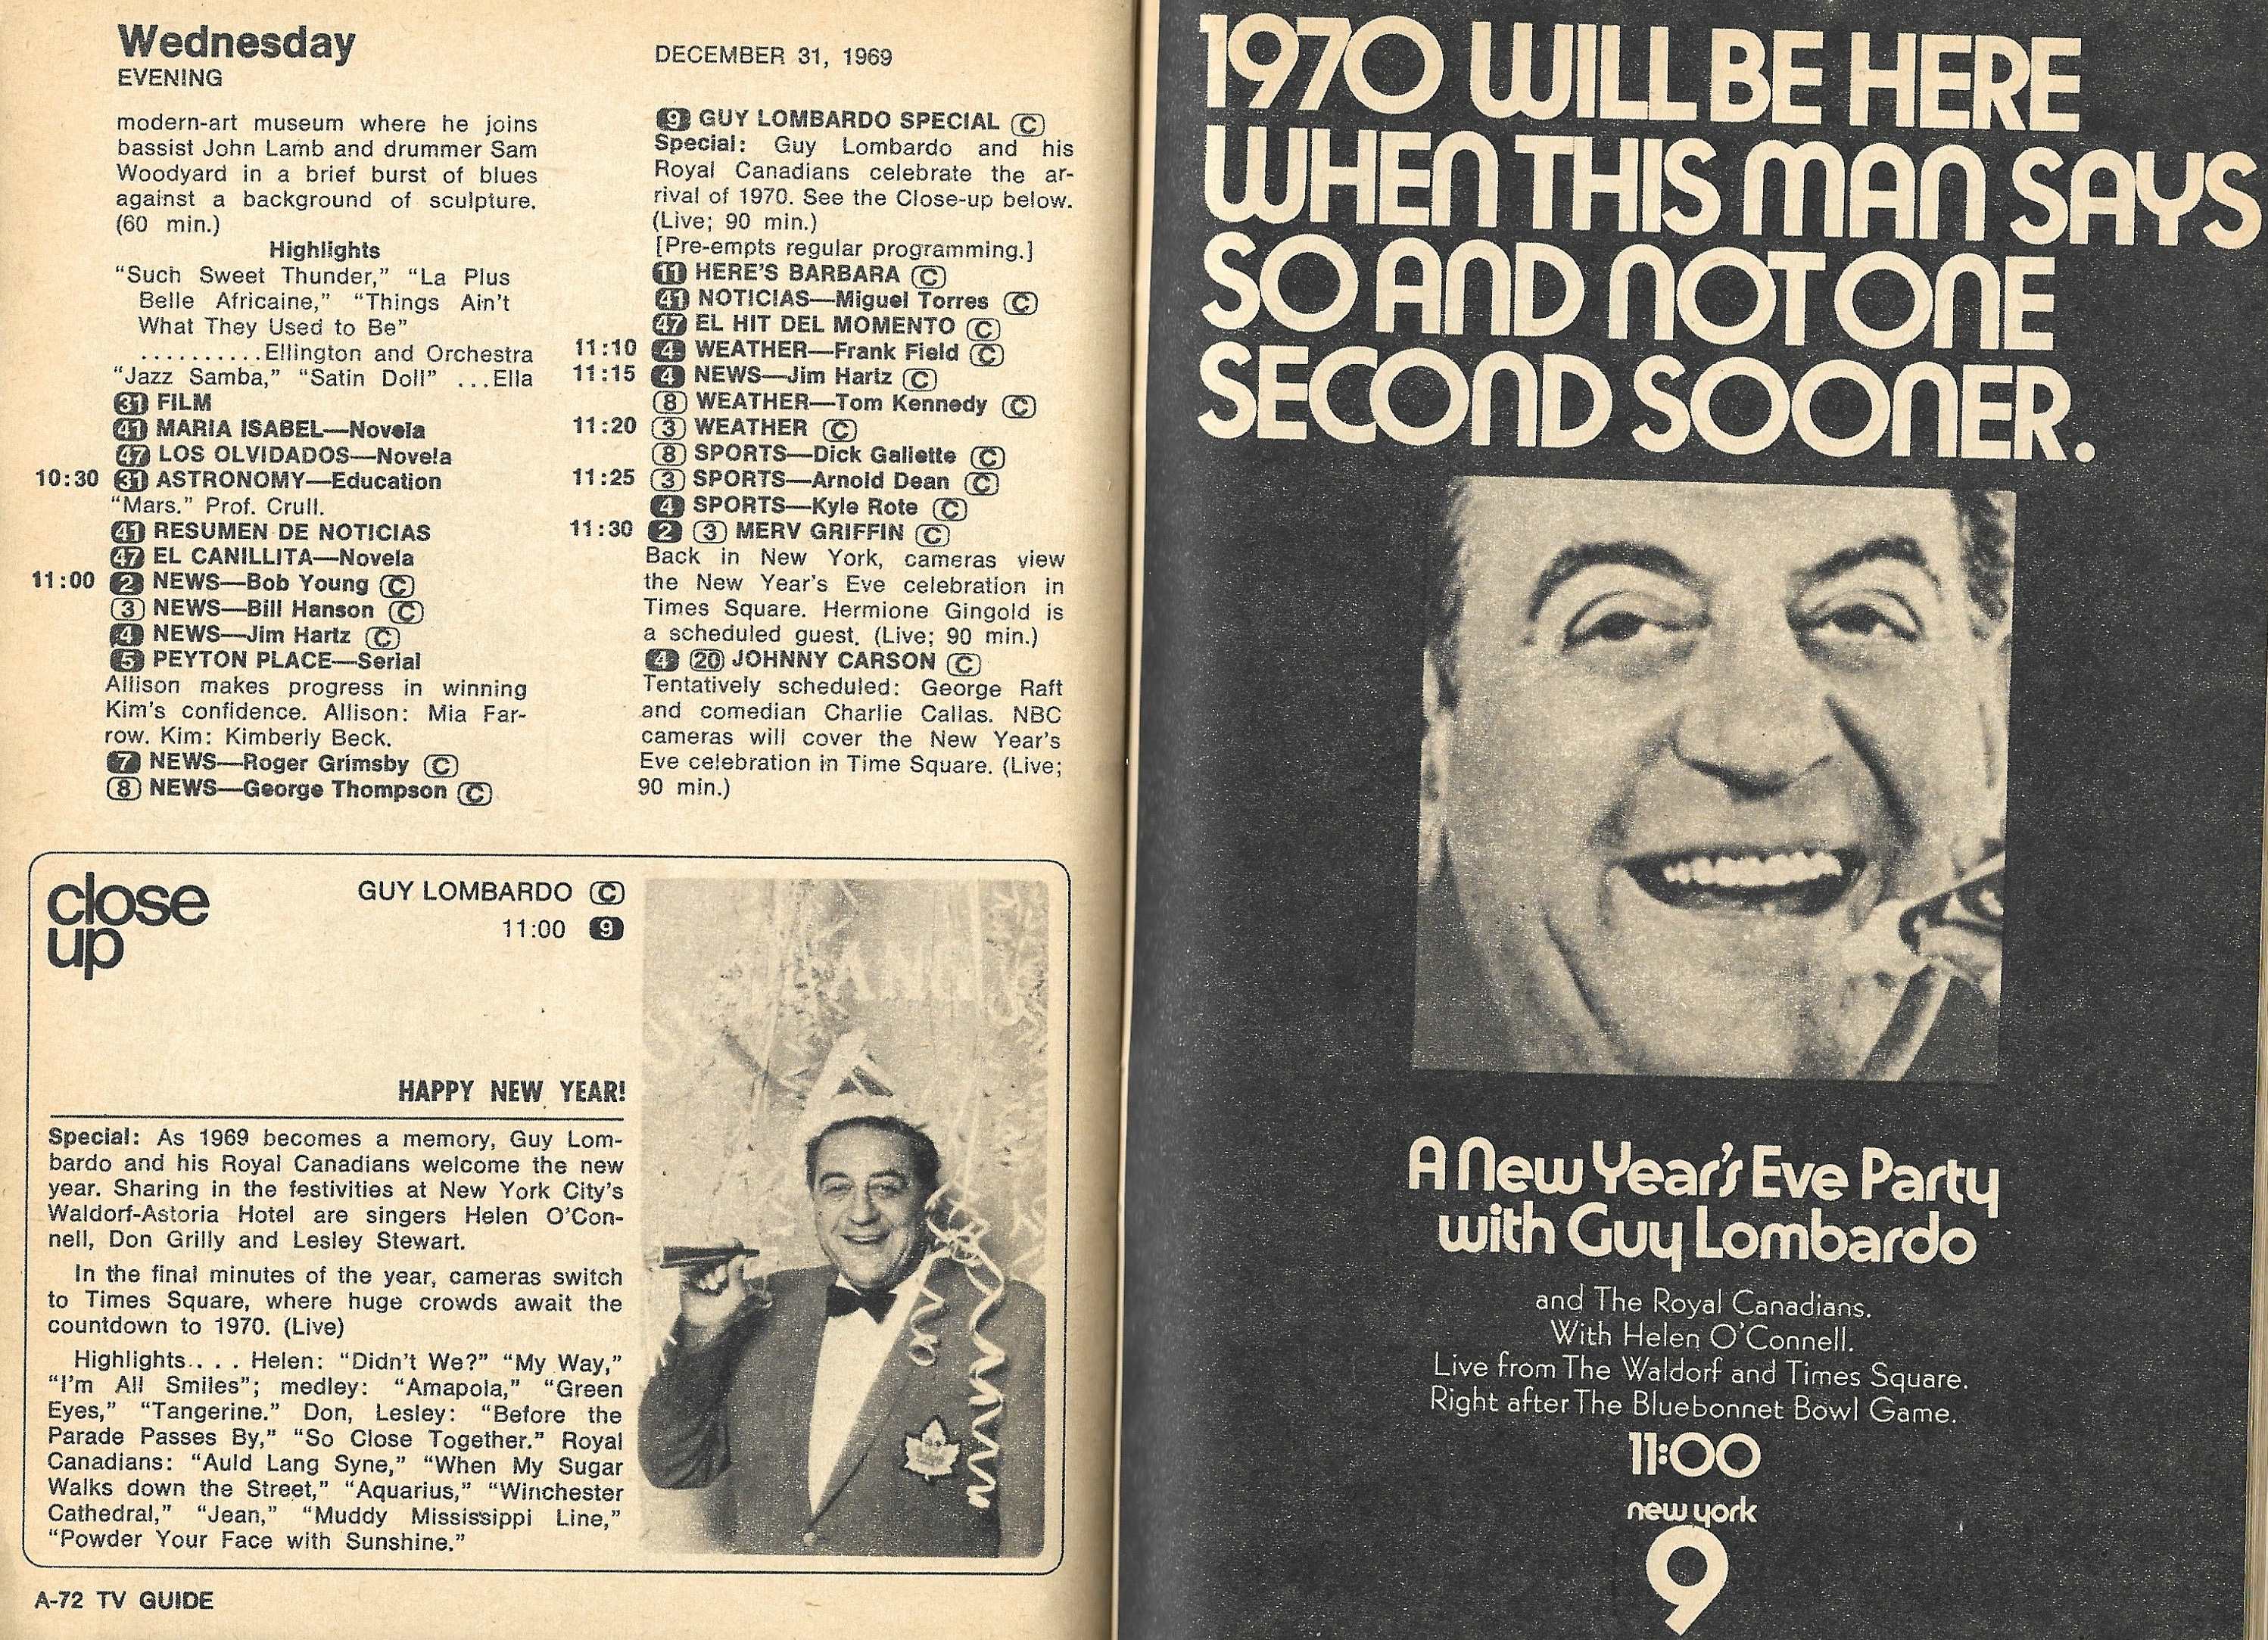 Wednesday
EVENING
DECEMBER 31, 1969
modern-art museum where he joins
bassist John Lamb and drummer Sam
Woodyard in a brief burst of blues
against a background of sculpture.
(60 min.)
Highlights
“Such Sweet Thunder,” “La Plus
Belle Africaine,” “Things Ain’t
What They Used to Be”
..........Ellington and Orchestra
“Jazz Samba,” “Satin Doll” ...Ella
31 FILM
41 MARIA ISABEL—Novela
47 LOS OLVIDADOS—Novela
10:30 31 ASTRONOMY—Education
“Mars.” Prof. Crull.
41 RESUMEN DE NOTICIAS
47 EL CANILLITA—Novela
11:00 2 NEWS—Bob Young C
3 NEWS—Bill Hanson C
4 NEWS—Jim Hartz C
5 PEYTON PLACE—Serial
Allison makes progress in winning
Kim’s confidence. Allison: Mia Far-
row. Kim: Kimberly Beck.
7 NEWS—Roger Grimsby C
8 NEWS—George Thompson C
9 GUY LOMBARDO SPECIAL C
Special: Guy Lombardo and his
Royal Canadians celebrate the ar-
rival of 1970. See the Close-up below.
(Live; 90 min.)
[Pre-empts regular programming.]
11 HERE’S BARBARA C
41 NOTICIAS—Miguel Torres C
47 EL HIT DEL MOMENTO C
11:10 4 WEATHER—Frank Field C
11:15 4 NEWS—Jim Hartz C
8 WEATHER—Tom Kennedy C
11:20 3 WEATHER C
8 SPORTS—Dick Galiette C
11:25 3 SPORTS—Arnold Dean C
4 SPORTS—Kyle Rote C
11:30 2 3 MERV GRIFFIN C
Back in New York, cameras view
the New Year’s Eve celebration in
Times Square. Hermione Gingold is
a scheduled guest. (Live; 90 min.)
4 20 JOHNNY CARSON C
Tentatively scheduled: George Raft
and comedian Charlie Callas. NBC
cameras will cover the New Year’s
Eve celebration in Time Square. (Live;
90 min.)
close
up
GUY LOMBARDO C
11:00 9
HAPPY NEW YEAR!
Special: As 1969 becomes a memory, Guy Lom-
bardo and his Royal Canadians welcome the new
year. Sharing in the festivities at New York City’s
Waldorf-Astoria Hotel are singers Helen O’Con-
nell, Don Grilly and Lesley Stewart.
In the final minutes of the year, cameras switch
to Times Square, where huge crowds await the
countdown to 1970. (Live)
Highlights.... Helen: “Didn’t We?” “My Way,”
“I’m All Smiles”; medley: “Amapola,” “Green
Eyes,” “Tangerine.” Don, Lesley: “Before the
Parade Passes By,” “So Close Together.” Royal
Canadians: “Auld Lang Syne,” “When My Sugar
Walks down the Street,” “Aquarius,” “Winchester
Cathedral,” “Jean,” “Muddy Mississippi Line,”
“Powder Your Face with Sunshine.”
A-72 TV GUIDE
1970 WILL BE HERE
WHEN THIS MAN SAYS
SO AND NOT ONE
SECOND SOONER.
A New Year’s Eve Party
with Guy Lombardo
and The Royal Canadians.
With Helen O’Connell.
Live from The Waldorf and Times Square.
Right after The Bluebonnet Bowl Game.
11:00
new york
9